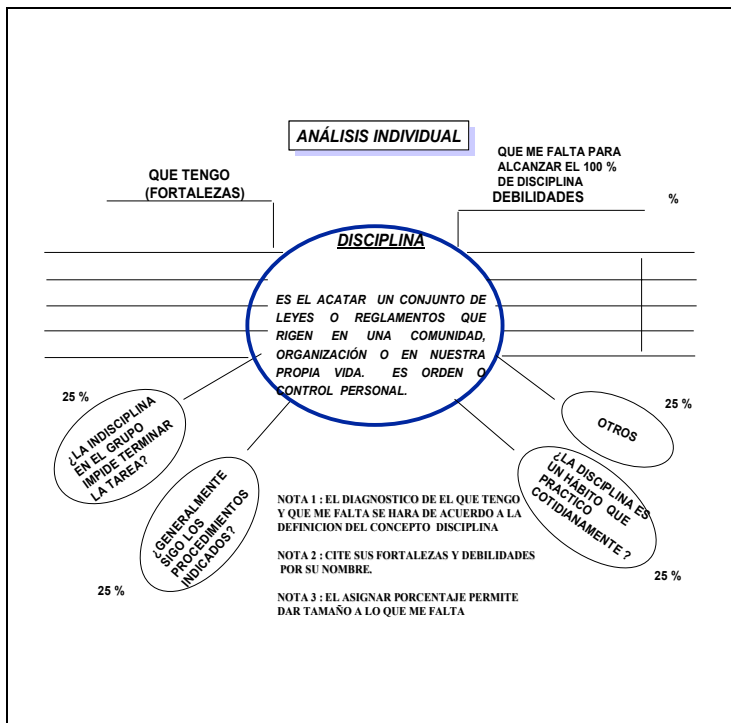 ANÁLISIS INDIVIDUAL
QUE TENGO
(FORTALEZAS)
QUE ME FALTA PARA
ALCANZAR EL 100 %
DE DISCIPLINA
DEBILIDADES
%
DISCIPLINA
ES EL ACATAR UN CONJUNTO DE
LEYES O REGLAMENTOS QUE
RIGEN EN UNA COMUNIDAD,
ORGANIZACIÓN O EN NUESTRA
PROPIA VIDA. ES ORDEN O
CONTROL PERSONAL.
25 %
¿LA INDISCIPLINA
EN EL GRUPO
IMPIDE TERMINAR
LA TAREA?
25 %
¿GENERALMENTE
SIGO LOS
PROCEDIMIENTOS
INDICADOS?
25 %
OTROS
¿LA DISCIPLINA ES
UN HÁBITO QUE
PRACTICO
COTIDIANAMENTE ?
25 %
NOTA 1 : EL DIAGNOSTICO DE EL QUE TENGO
Y QUE ME FALTA SE HARA DE ACUERDO A LA
DEFINICION DEL CONCEPTO DISCIPLINA
NOTA 2 : CITE SUS FORTALEZAS Y DEBILIDADES
POR SU NOMBRE.
NOTA 3 : EL ASIGNAR PORCENTAJE PERMITE
DAR TAMAÑO A LO QUE ME FALTA